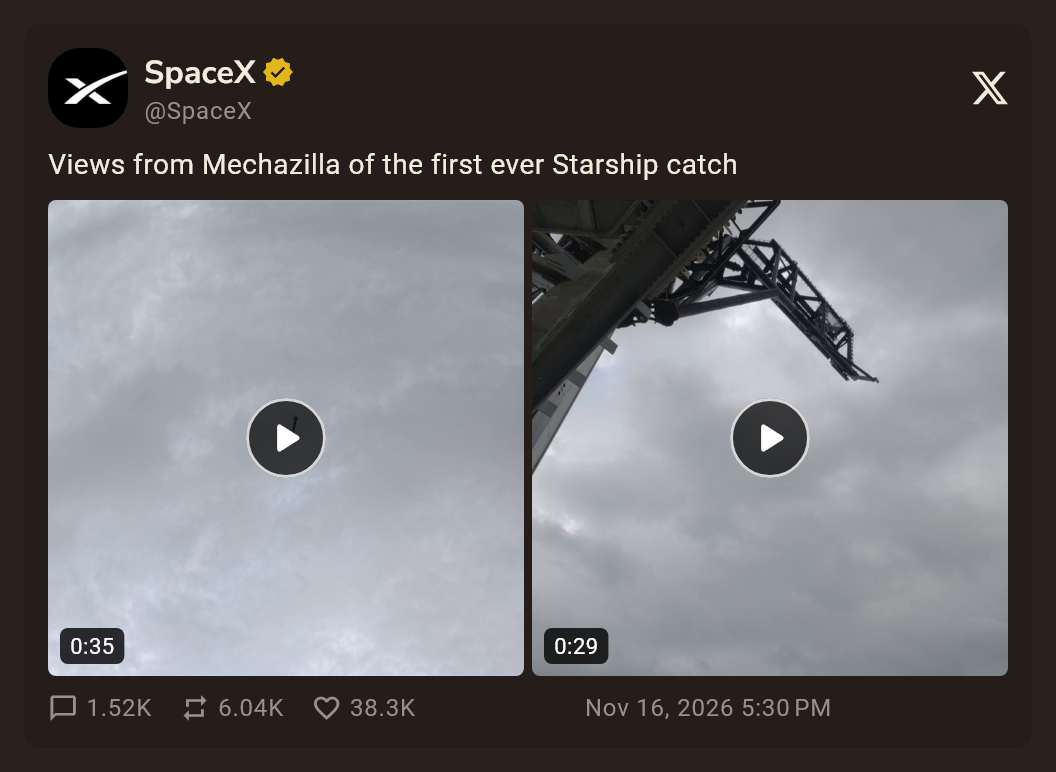 SpaceX
@SpaceX
Views from Mechazilla of the first ever Starship catch
0:35
0:29
1.52K 6.04K 38.3K Nov 16, 2026 5:30 PM